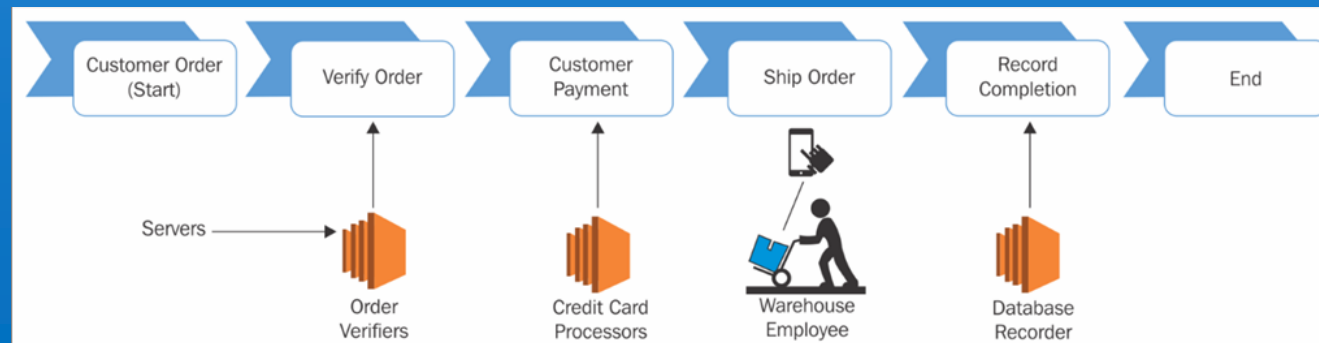 Customer Order
(Start)
Verify Order
Customer
Payment
Ship Order
Record
Completion
End
Servers
Order
Verifiers
Credit Card
Processors
Warehouse
Employee
Database
Recorder